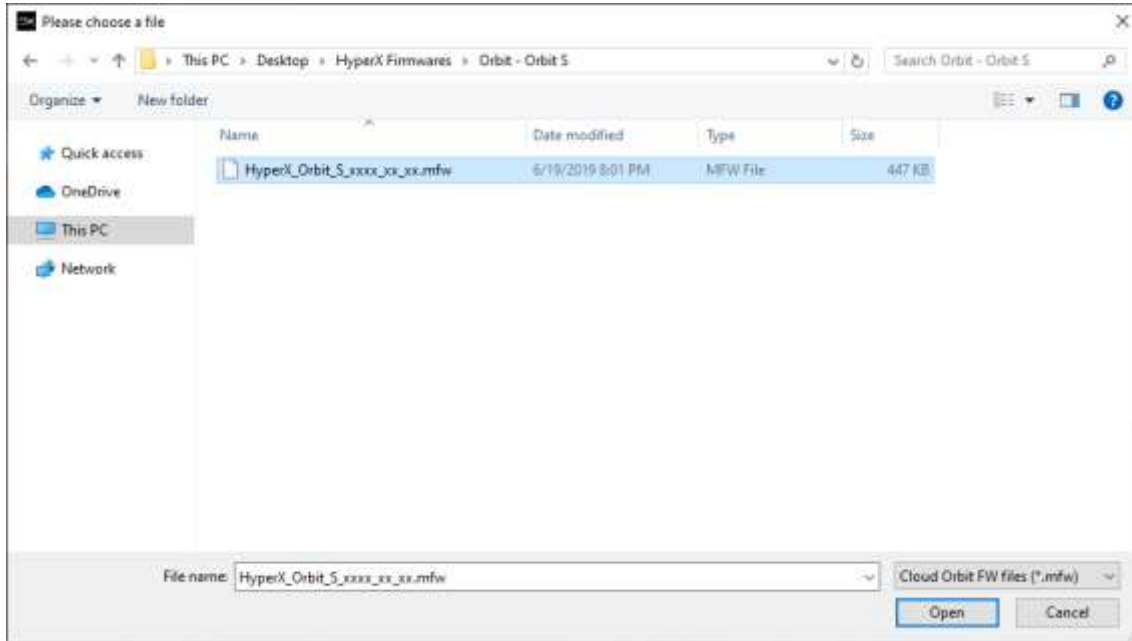 Please choose a file
This PC > Desktop > HyperX Firmwares > Orbit - Orbit S
Search Orbit - Orbit S
Organize
New folder
Name
Date modified
Type
Size
Quick access
HyperX_Orbit_S_xxxx_xx_xx.mfw
6/19/2019 8:01 PM
MFW File
447 KB
OneDrive
This PC
Network
File name:
HyperX_Orbit_S_xxxx_xx_xx.mfw
Cloud Orbit FW files (*.mfw)
Open
Cancel